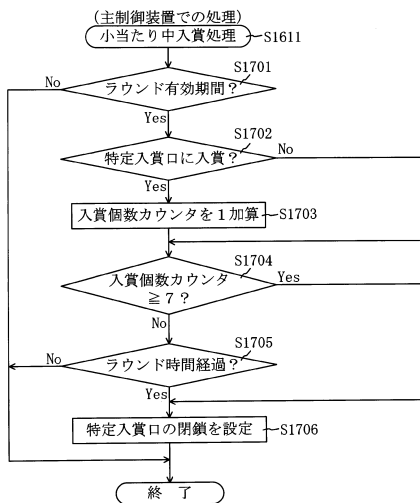 (主制御装置での処理)
小当たり中入賞処理
S1611
S1701
No
ラウンド有効期間？
Yes
S1702
特定入賞口に入賞？
No
Yes
入賞個数カウンタを1加算
S1703
S1704
入賞個数カウンタ
≧7？
Yes
No
S1705
No
ラウンド時間経過？
Yes
特定入賞口の閉鎖を設定
S1706
終 了